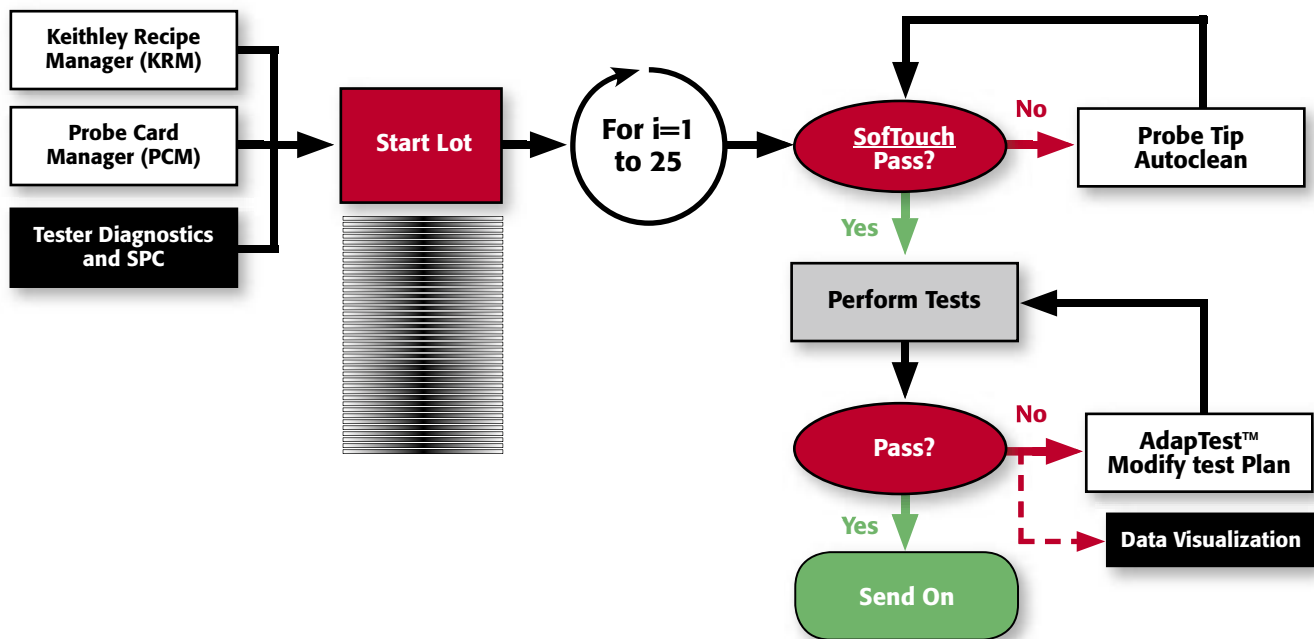 Keithley Recipe
Manager (KRM)
Probe Card
Manager (PCM)
Tester Diagnostics
and SPC
Start Lot
For i=1
to 25
SofTouch
Pass?
No
Probe Tip
Autoclean
Yes
Perform Tests
Pass?
No
AdapTest™
Modify test Plan
Data Visualization
Yes
Send On